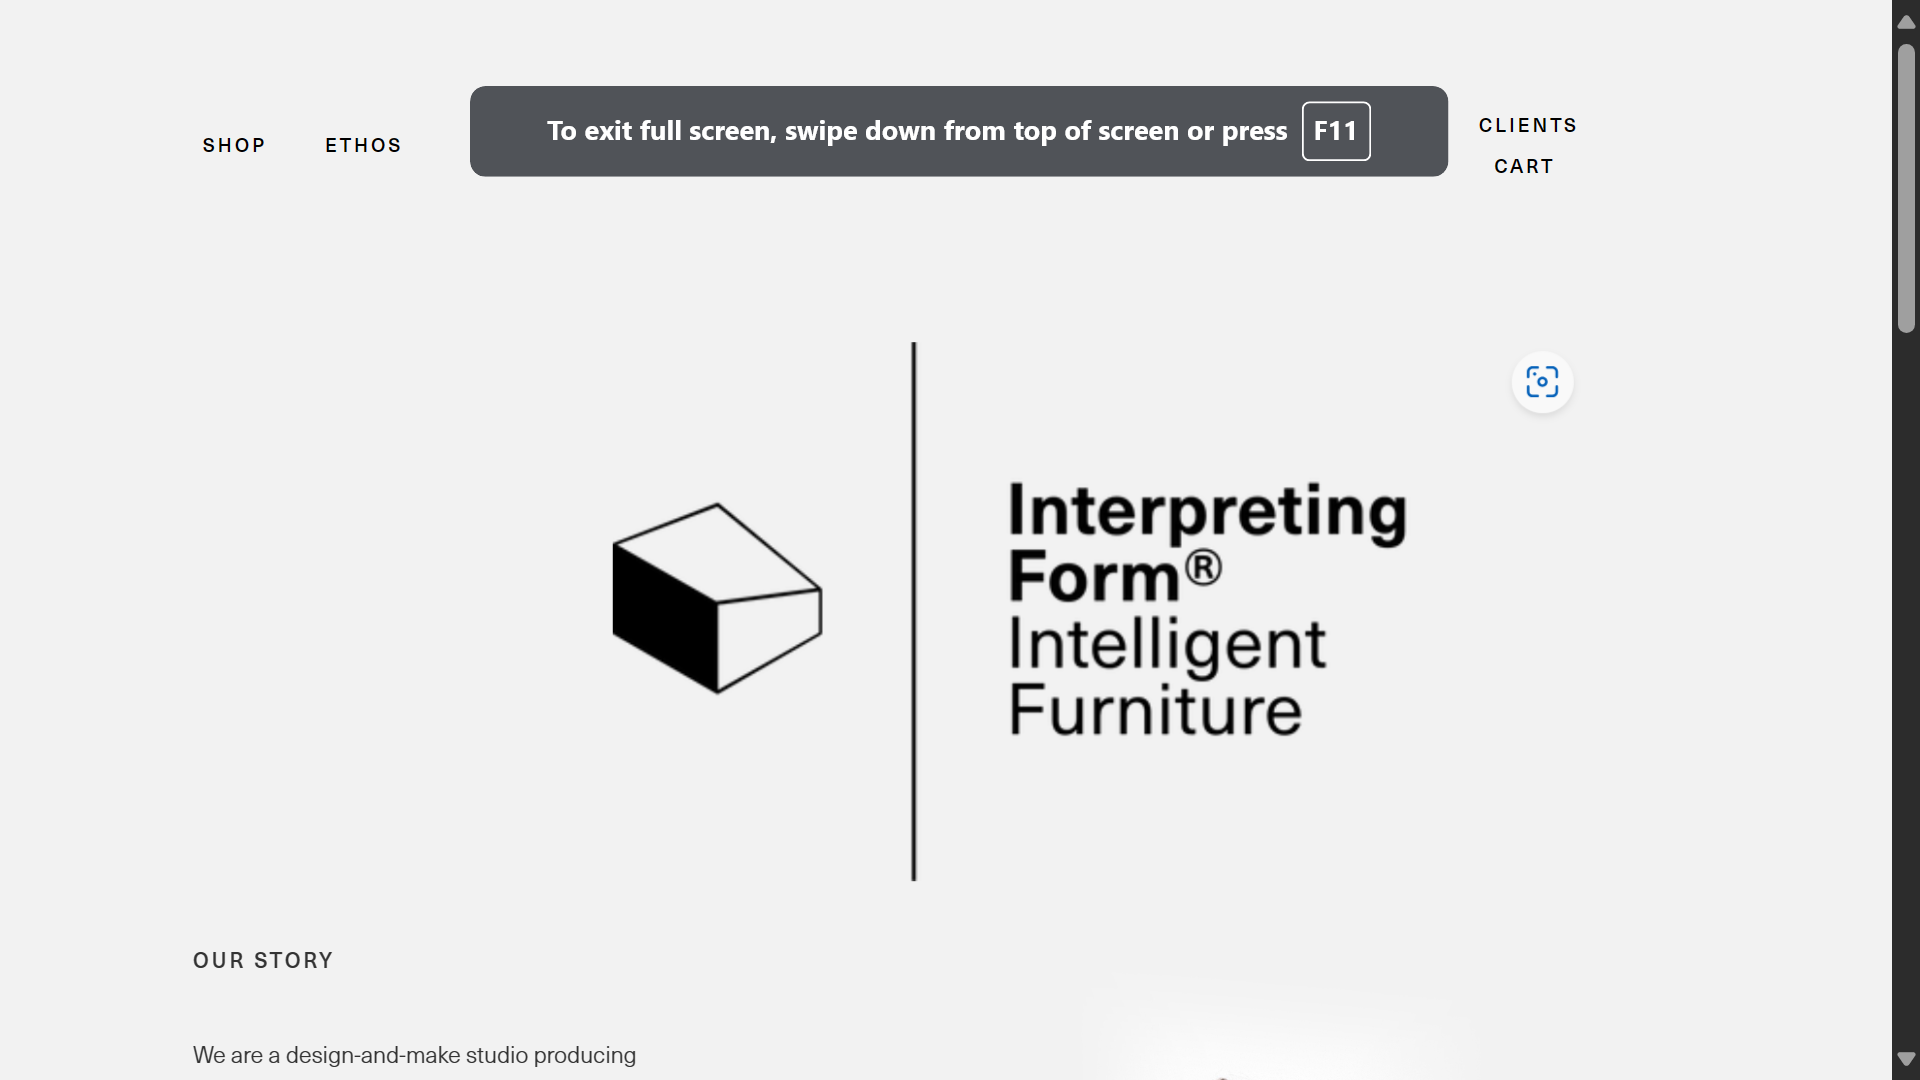 SHOP
ETHOS
To exit full screen, swipe down from top of screen or press F11
CLIENTS
CART
Interpreting
Form®
Intelligent
Furniture
OUR STORY
We are a design-and-make studio producing